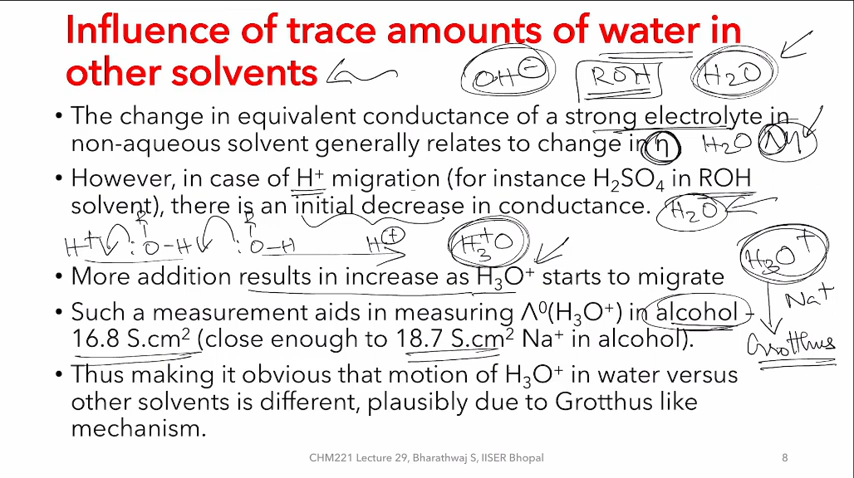 Influence of trace amounts of water in
other solvents
OH⊖ ROH H2O
• The change in equivalent conductance of a strong electrolyte in
non-aqueous solvent generally relates to change in η H2O Λη
• However, in case of H⁺ migration (for instance H₂SO₄ in ROH
solvent), there is an initial decrease in conductance. H2O
R R
H+ :O-H :O-H H⊕ H3+O H3O+
• More addition results in increase as H₃O⁺ starts to migrate
Na+
• Such a measurement aids in measuring Λ⁰(H₃O⁺) in alcohol –
16.8 S.cm² (close enough to 18.7 S.cm² Na⁺ in alcohol).
Grotthus
• Thus making it obvious that motion of H₃O⁺ in water versus
other solvents is different, plausibly due to Grotthus like
mechanism.
CHM221 Lecture 29, Bharathwaj S, IISER Bhopal 8